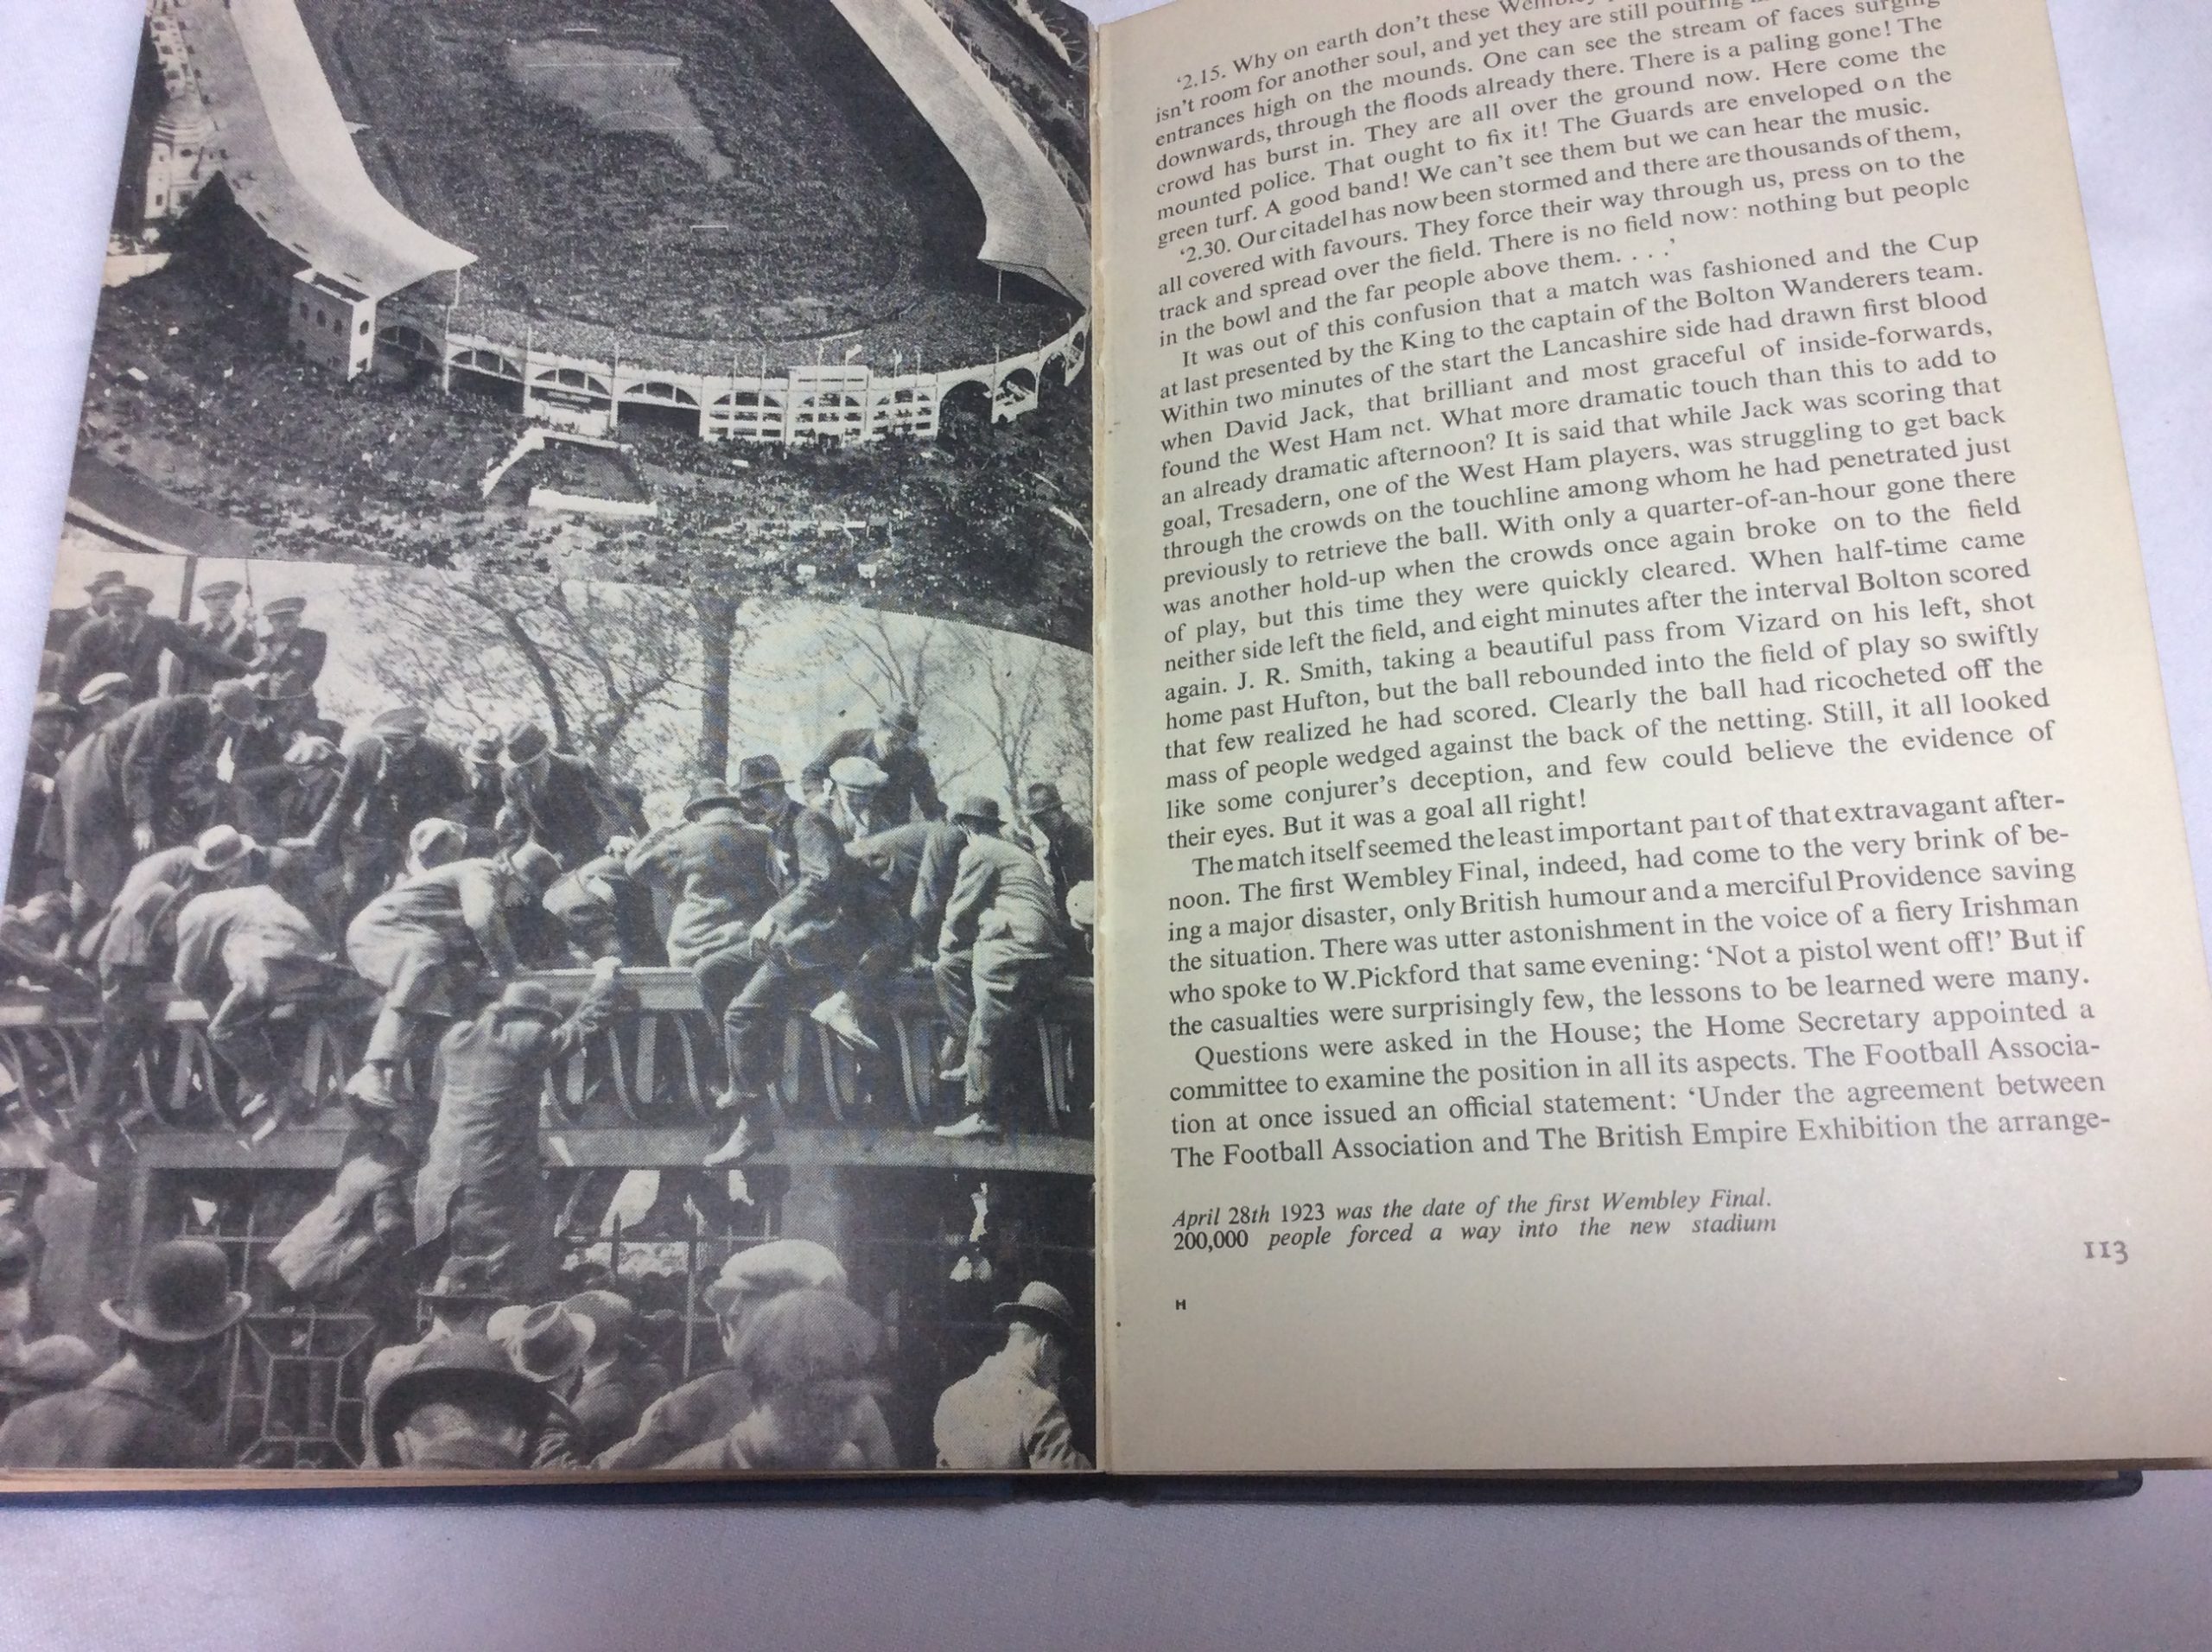 '2.15. Why on earth don't these Wembley
isn't room for another soul, and yet they are still pouring
entrances high on the mounds. One can see the stream of faces surging
downwards, through the floods already there. There is a paling gone! The
crowd has burst in. They are all over the ground now. Here come the
mounted police. That ought to fix it! The Guards are enveloped on the
green turf. A good band! We can't see them but we can hear the music.
'2.30. Our citadel has now been stormed and there are thousands of them,
all covered with favours. They force their way through us, press on to the
track and spread over the field. There is no field now: nothing but people
in the bowl and the far people above them. . . .'
It was out of this confusion that a match was fashioned and the Cup
at last presented by the King to the captain of the Bolton Wanderers team.
Within two minutes of the start the Lancashire side had drawn first blood
when David Jack, that brilliant and most graceful of inside-forwards,
found the West Ham net. What more dramatic touch than this to add to
an already dramatic afternoon? It is said that while Jack was scoring that
goal, Tresadern, one of the West Ham players, was struggling to get back
through the crowds on the touchline among whom he had penetrated just
previously to retrieve the ball. With only a quarter-of-an-hour gone there
was another hold-up when the crowds once again broke on to the field
of play, but this time they were quickly cleared. When half-time came
neither side left the field, and eight minutes after the interval Bolton scored
again. J. R. Smith, taking a beautiful pass from Vizard on his left, shot
home past Hufton, but the ball rebounded into the field of play so swiftly
that few realized he had scored. Clearly the ball had ricocheted off the
mass of people wedged against the back of the netting. Still, it all looked
like some conjurer's deception, and few could believe the evidence of
their eyes. But it was a goal all right!
The match itself seemed the least important part of that extravagant after-
noon. The first Wembley Final, indeed, had come to the very brink of be-
ing a major disaster, only British humour and a merciful Providence saving
the situation. There was utter astonishment in the voice of a fiery Irishman
who spoke to W.Pickford that same evening: 'Not a pistol went off!' But if
the casualties were surprisingly few, the lessons to be learned were many.
Questions were asked in the House; the Home Secretary appointed a
committee to examine the position in all its aspects. The Football Associa-
tion at once issued an official statement: 'Under the agreement between
The Football Association and The British Empire Exhibition the arrange-
April 28th 1923 was the date of the first Wembley Final.
200,000 people forced a way into the new stadium
113
H